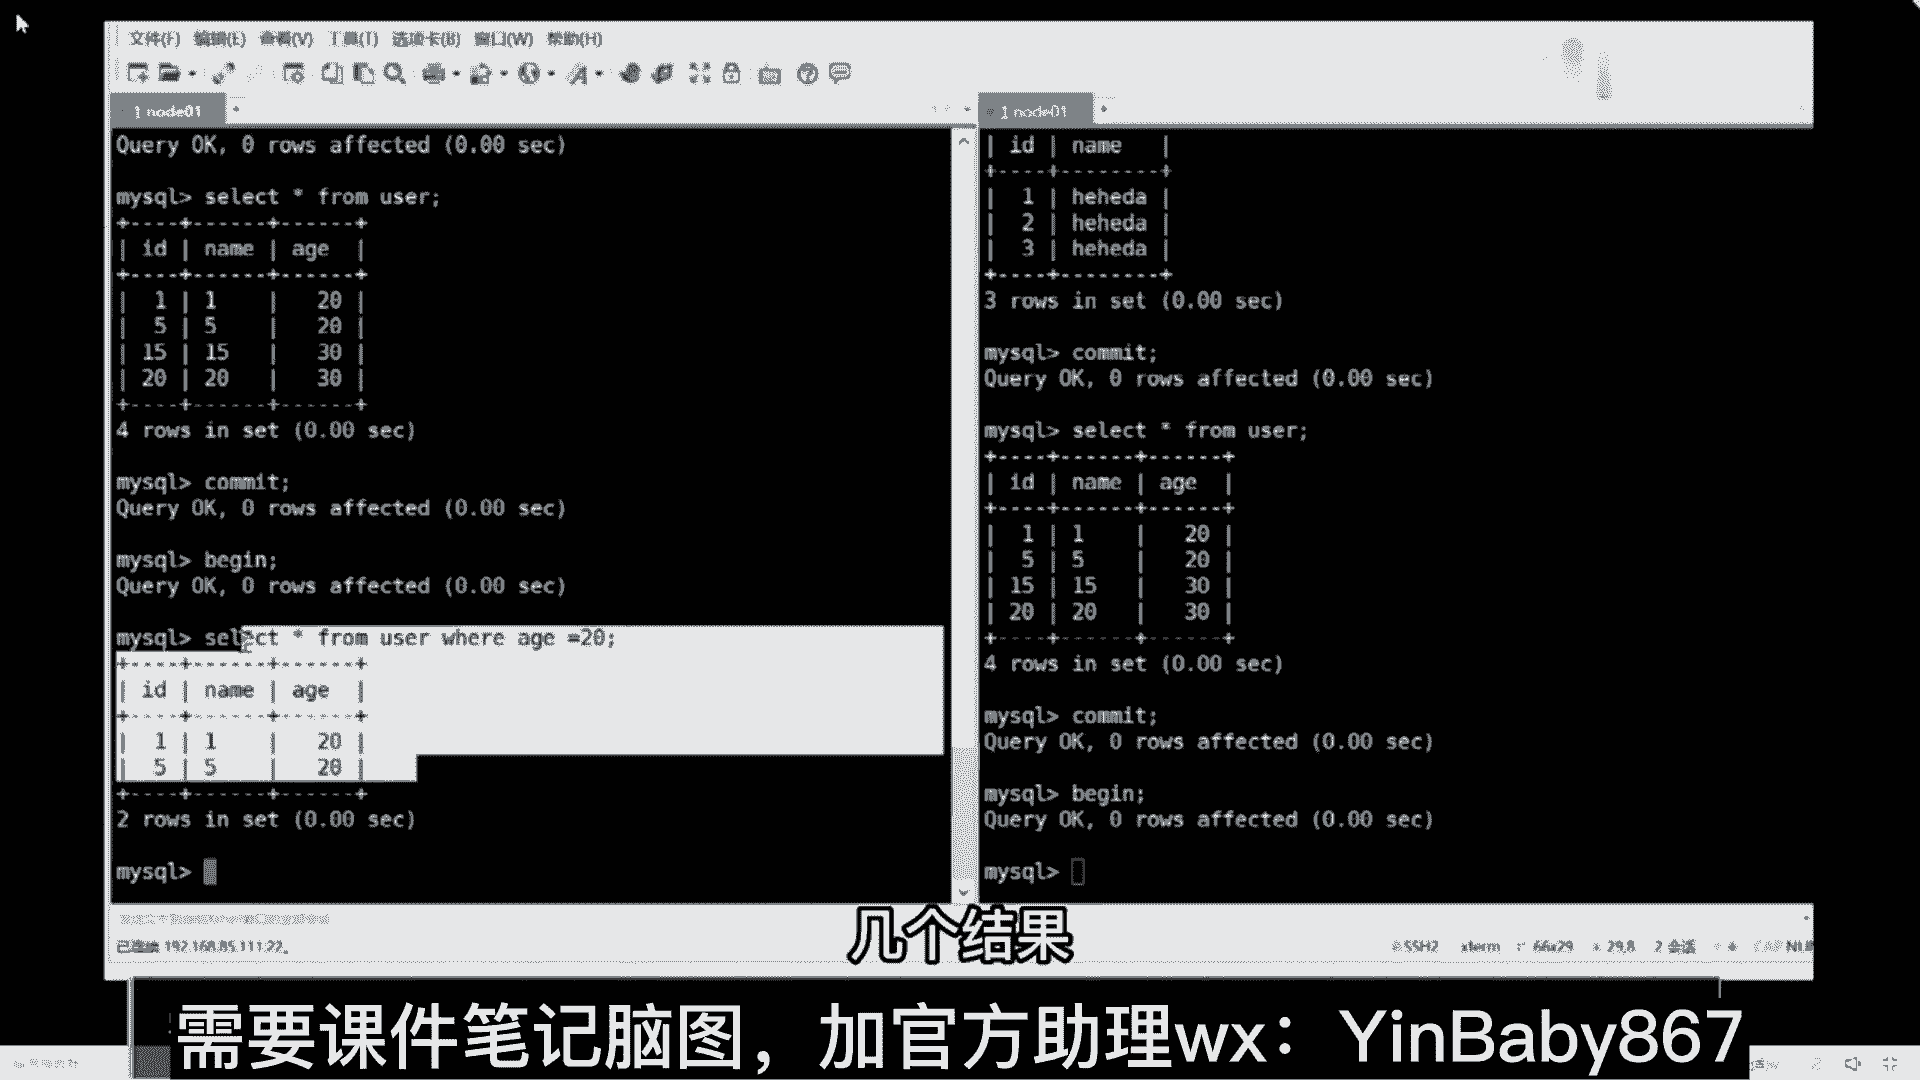 文件(F) 编辑(E) 查看(V) 工具(T) 选项卡(B) 窗口(W) 帮助(H)
1 node01
Query OK, 0 rows affected (0.00 sec)
mysql> select * from user;
+----+------+------+
| id | name | age  |
+----+------+------+
|  1 | 1    |   20 |
|  5 | 5    |   20 |
| 15 | 15   |   30 |
| 20 | 20   |   30 |
+----+------+------+
4 rows in set (0.00 sec)
mysql> commit;
Query OK, 0 rows affected (0.00 sec)
mysql> begin;
Query OK, 0 rows affected (0.00 sec)
mysql> select * from user where age =20;
+----+------+------+
| id | name | age  |
+----+------+------+
|  1 | 1    |   20 |
|  5 | 5    |   20 |
+----+------+------+
2 rows in set (0.00 sec)
mysql>
1 node01
| id | name   |
+----+--------+
|  1 | heheda |
|  2 | heheda |
|  3 | heheda |
+----+--------+
3 rows in set (0.00 sec)
mysql> commit;
Query OK, 0 rows affected (0.00 sec)
mysql> select * from user;
+----+------+------+
| id | name | age  |
+----+------+------+
|  1 | 1    |   20 |
|  5 | 5    |   20 |
| 15 | 15   |   30 |
| 20 | 20   |   30 |
+----+------+------+
4 rows in set (0.00 sec)
mysql> commit;
Query OK, 0 rows affected (0.00 sec)
mysql> begin;
Query OK, 0 rows affected (0.00 sec)
mysql>
已连接 192.168.85.111:22。
SSH2 xterm 66x29 29,8 2 会话 CAP NUM
几个结果
需要课件笔记脑图，加官方助理wx：YinBaby867